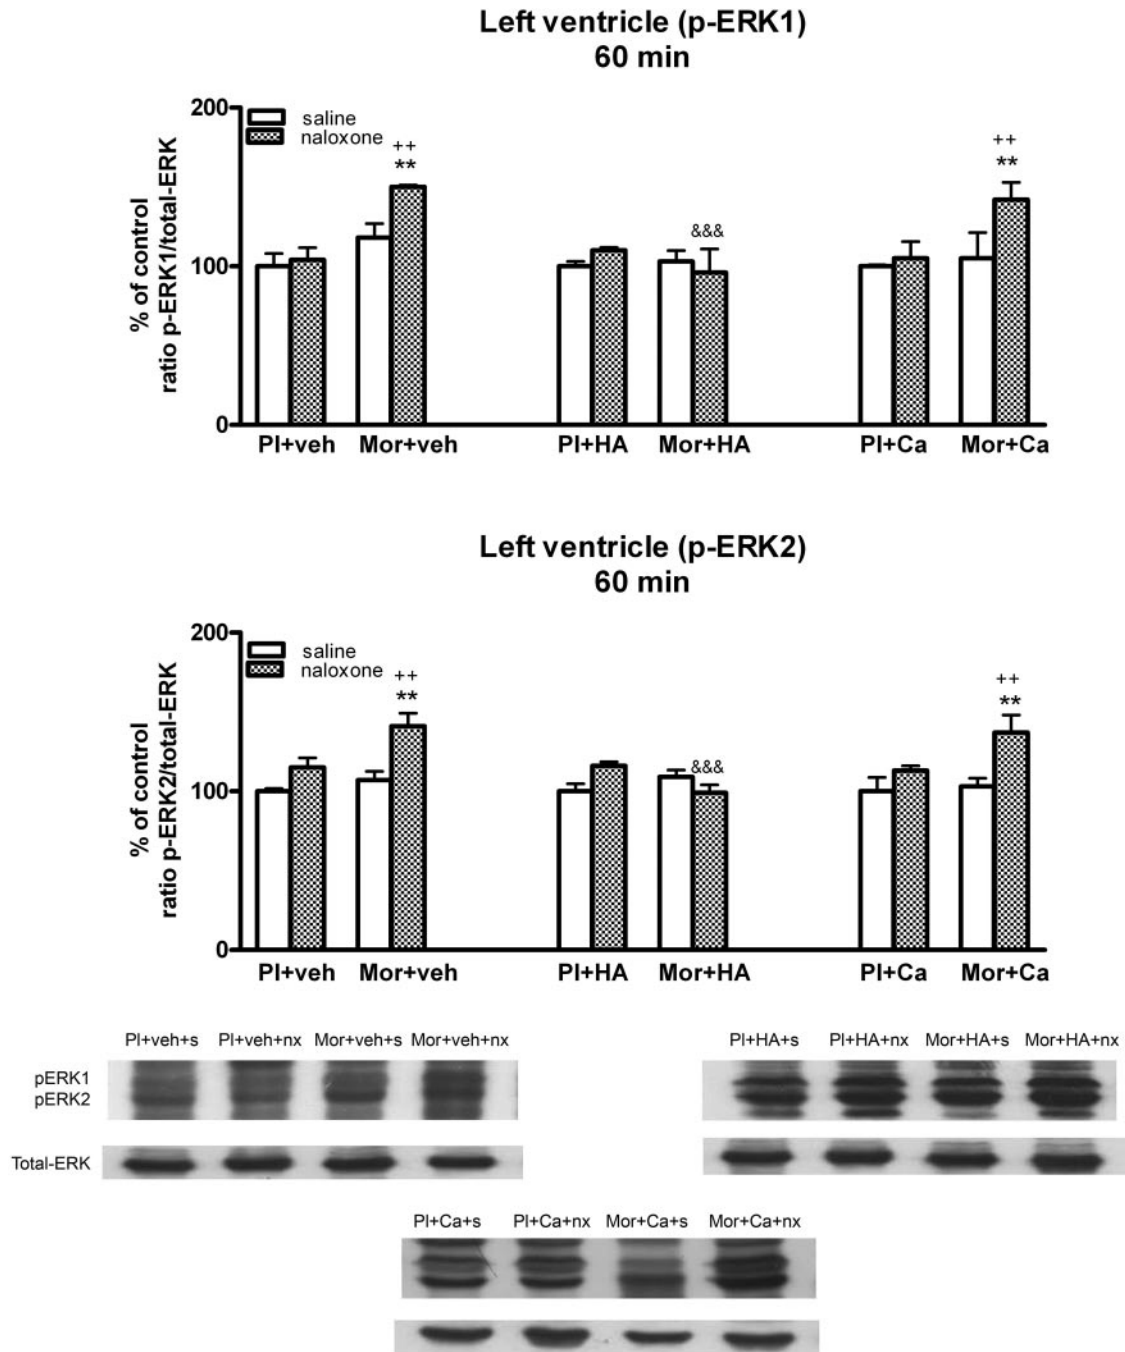 Left ventricle (p-ERK1)
60 min
% of control
ratio p-ERK1/total-ERK
200
100
0
saline
naloxone
++
**
&&&
++
**
Pl+veh Mor+veh Pl+HA Mor+HA Pl+Ca Mor+Ca
Left ventricle (p-ERK2)
60 min
% of control
ratio p-ERK2/total-ERK
200
100
0
saline
naloxone
++
**
&&&
++
**
Pl+veh Mor+veh Pl+HA Mor+HA Pl+Ca Mor+Ca
Pl+veh+s Pl+veh+nx Mor+veh+s Mor+veh+nx
pERK1
pERK2
Total-ERK
Pl+HA+s Pl+HA+nx Mor+HA+s Mor+HA+nx
Pl+Ca+s Pl+Ca+nx Mor+Ca+s Mor+Ca+nx